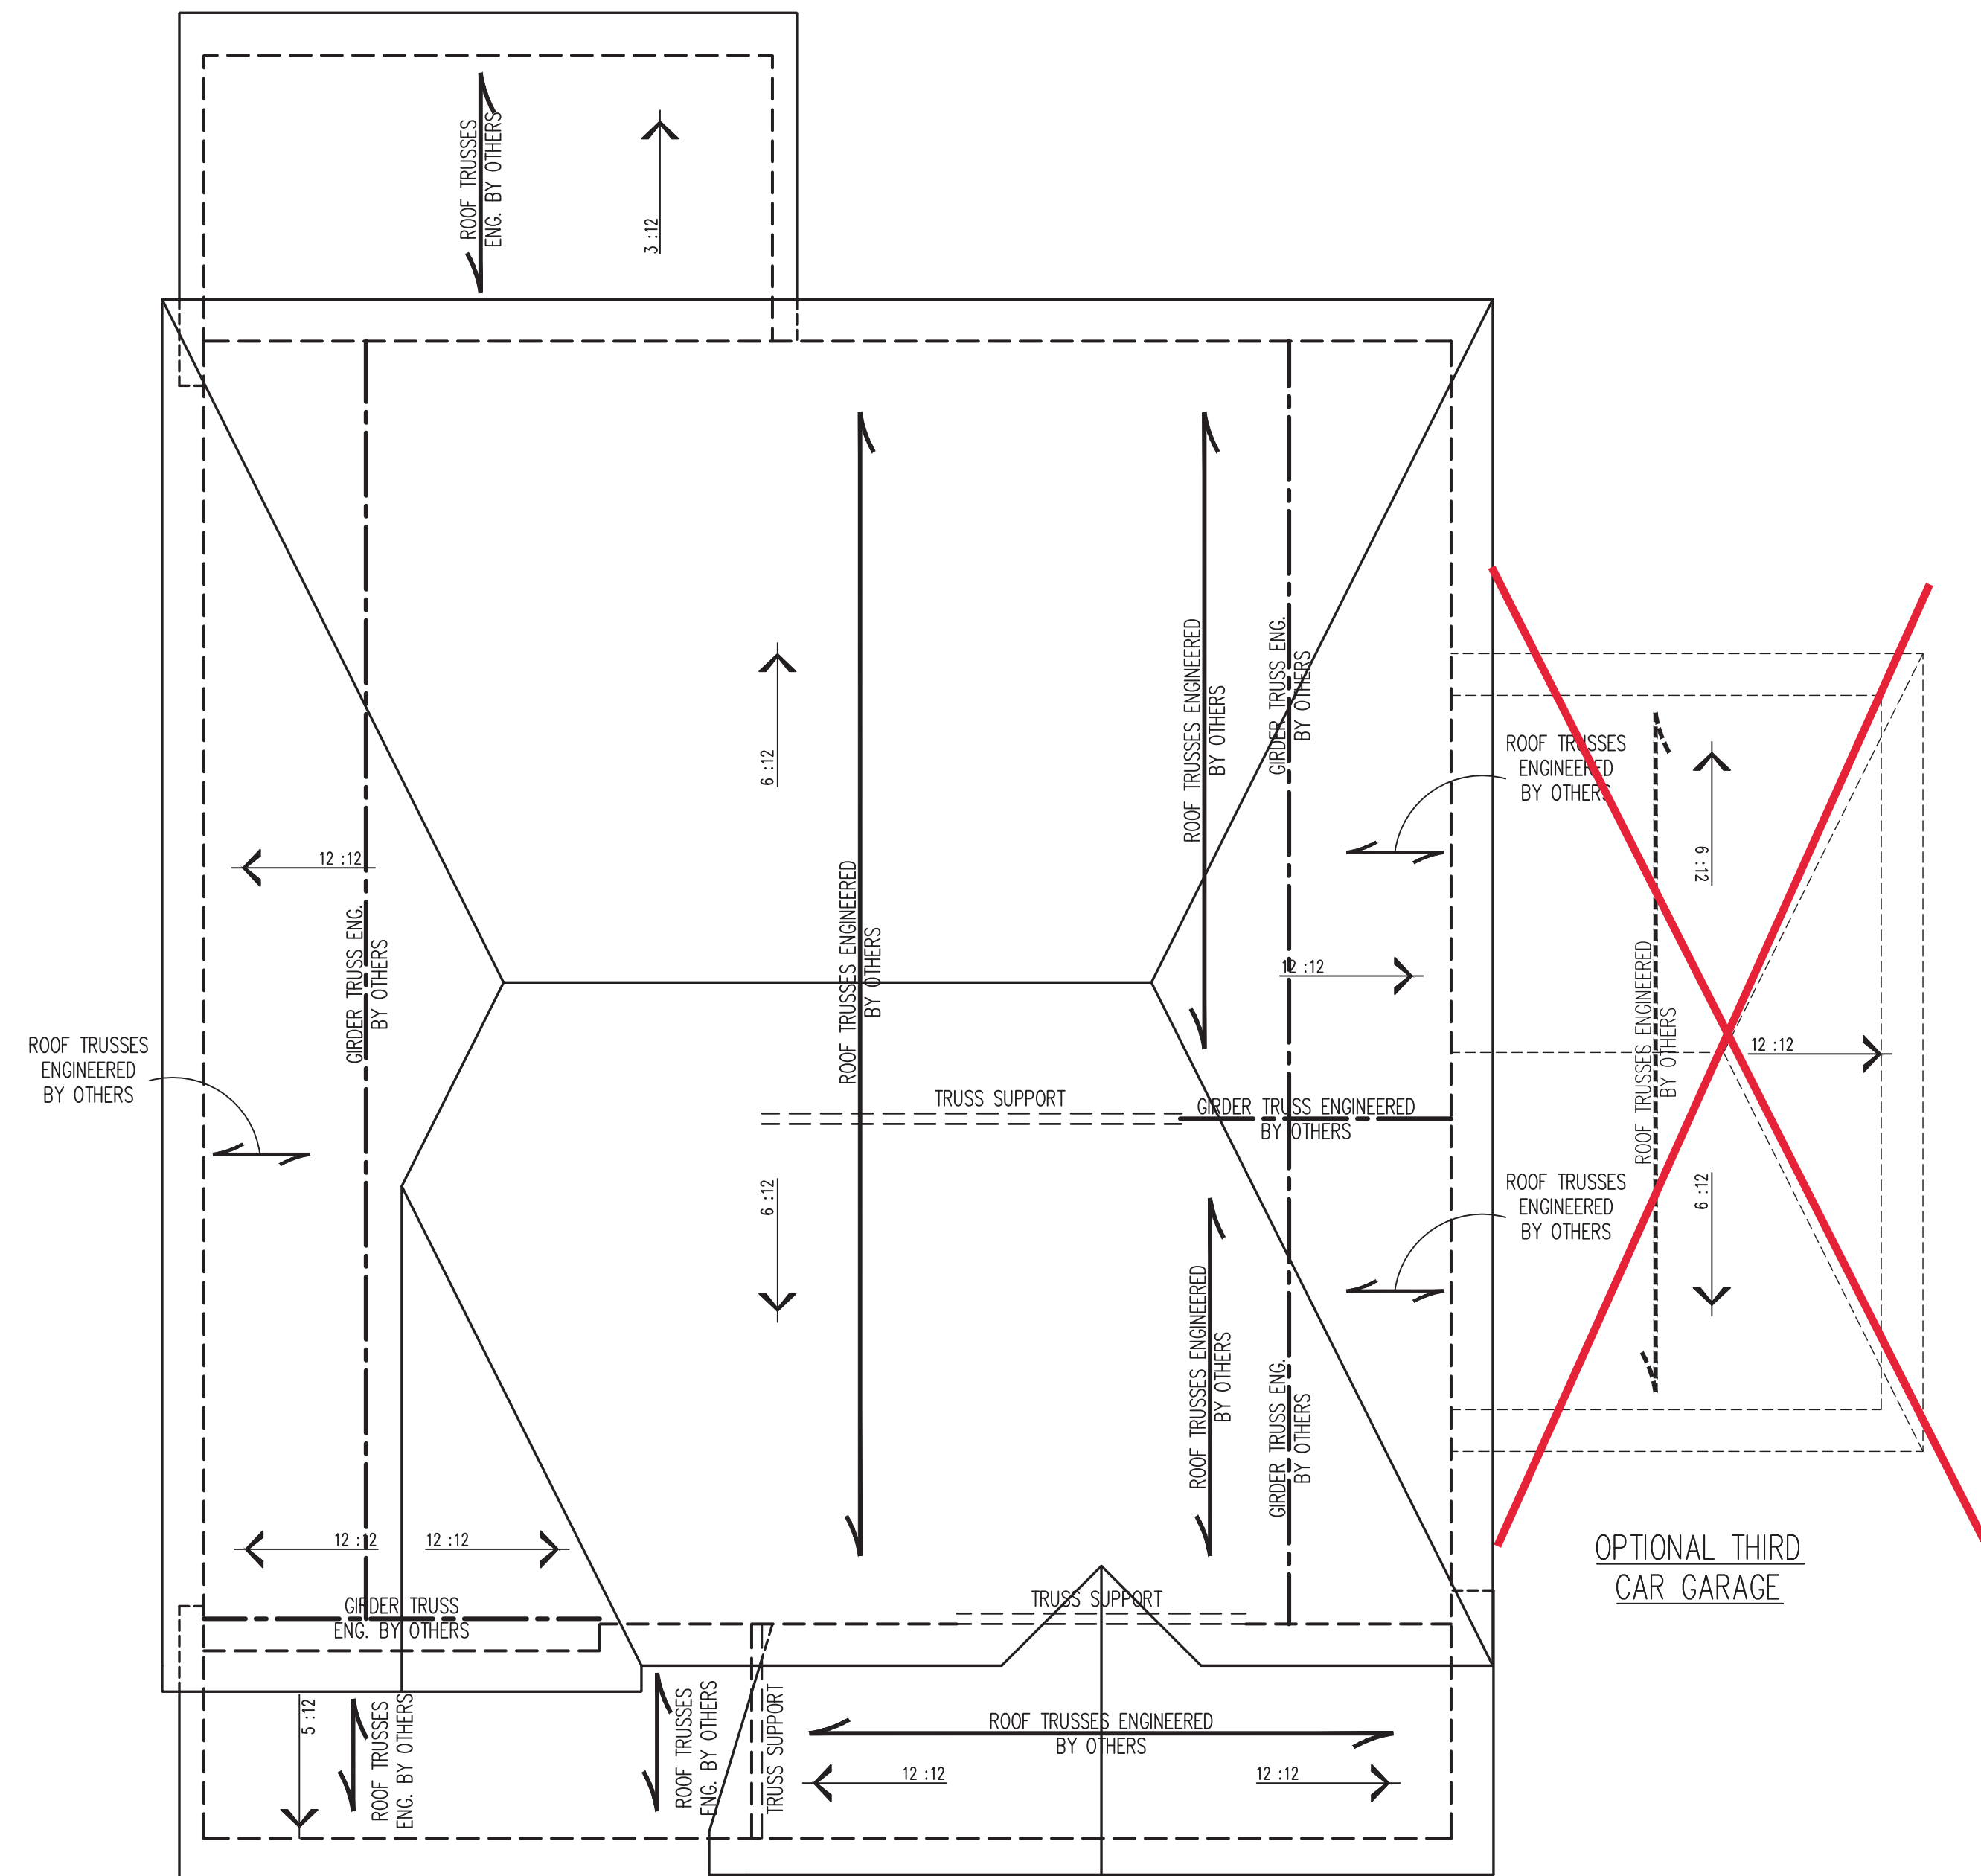 ROOF TRUSSES
ENG. BY OTHERS
3 :12
6 :12
ROOF TRUSSES ENGINEERED
BY OTHERS
GIRDER TRUSS ENG.
BY OTHERS
ROOF TRUSSES
ENGINEERED
BY OTHERS
6 :12
12 :12
GIRDER TRUSS ENG.
BY OTHERS
ROOF TRUSSES ENGINEERED
BY OTHERS
12 :12
ROOF TRUSSES ENGINEERED
BY OTHERS
12 :12
ROOF TRUSSES
ENGINEERED
BY OTHERS
TRUSS SUPPORT
GIRDER TRUSS ENGINEERED
BY OTHERS
6 :12
ROOF TRUSSES
ENGINEERED
BY OTHERS
6 :12
ROOF TRUSSES ENGINEERED
BY OTHERS
GIRDER TRUSS ENG.
BY OTHERS
12 :12
12 :12
OPTIONAL THIRD
CAR GARAGE
GIRDER TRUSS
ENG. BY OTHERS
TRUSS SUPPORT
5 :12
ROOF TRUSSES
ENG. BY OTHERS
ROOF TRUSSES
ENG. BY OTHERS
TRUSS SUPPORT
ROOF TRUSSES ENGINEERED
BY OTHERS
12 :12
12 :12